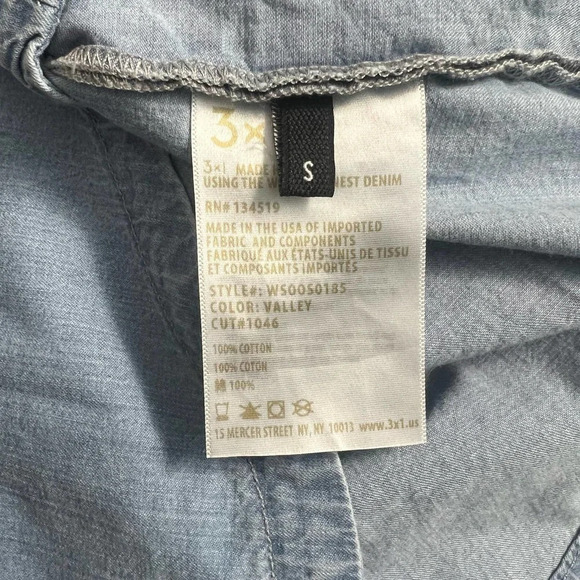 3x
S
3x1 MADE
USING THE NEST DENIM
RN# 134519
MADE IN THE USA OF IMPORTED
FABRIC AND COMPONENTS
FABRIQUÉ AUX ÉTATS-UNIS DE TISSU
ET COMPOSANTS IMPORTÉS
STYLE#: WS0050185
COLOR: VALLEY
CUT#1046
100% COTTON
100% COTON
綿 100%
15 MERCER STREET NY, NY, 10013 www.3x1.us